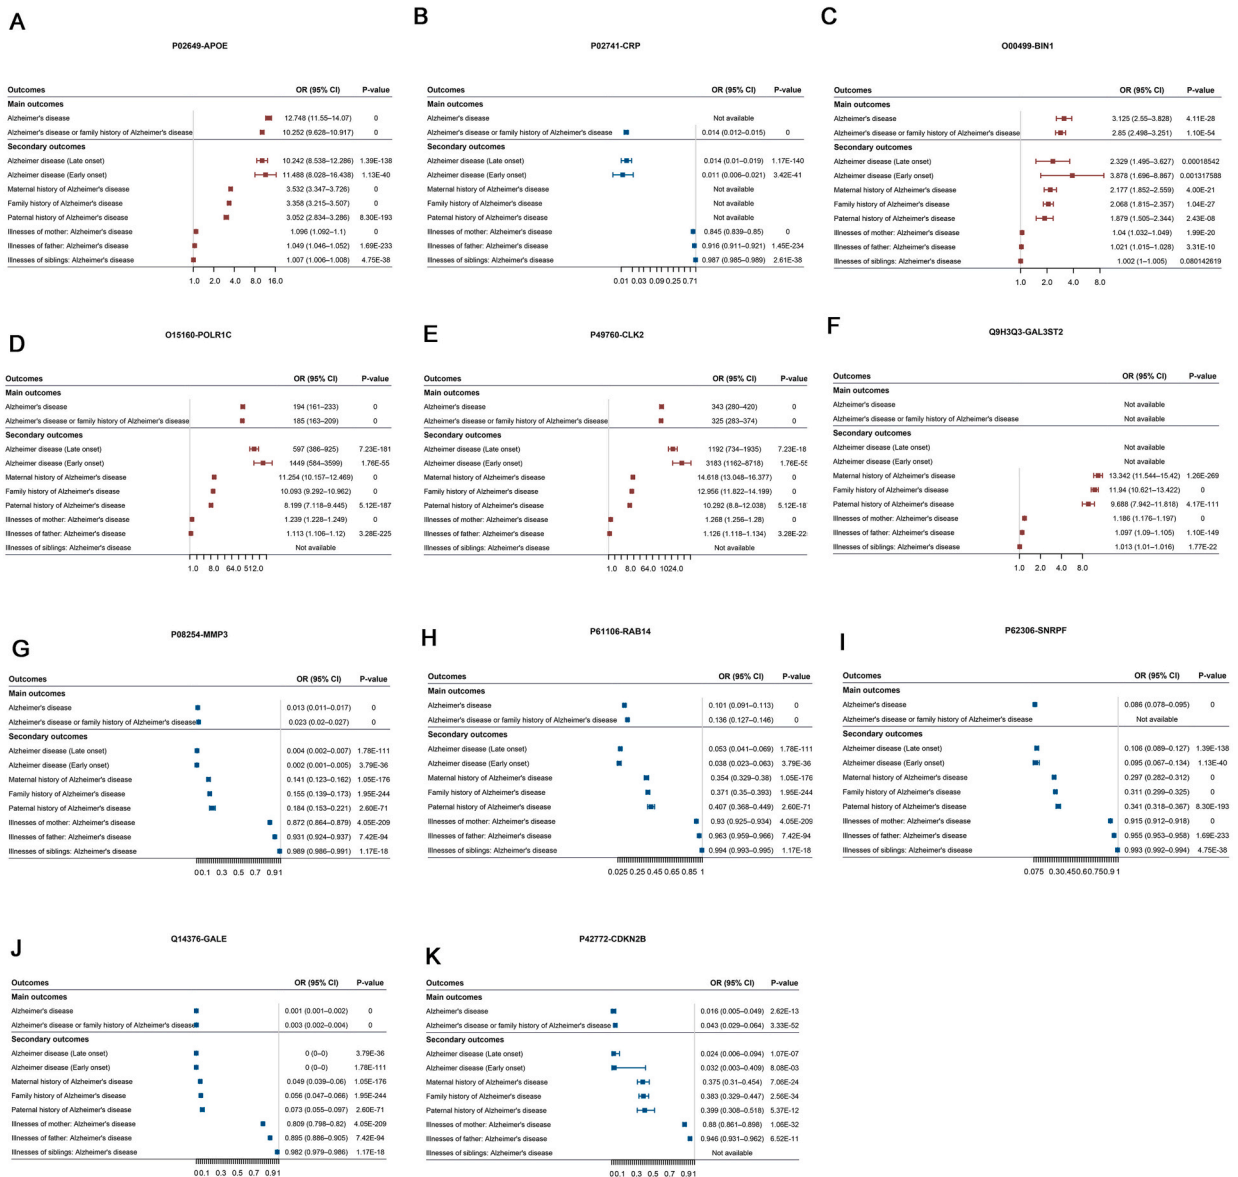 A
P02649-APOE
Outcomes OR (95% CI) P-value
Main outcomes
Alzheimer's disease 12.748 (11.55–14.07) 0
Alzheimer's disease or family history of Alzheimer's disease 10.252 (9.628–10.917) 0
Secondary outcomes
Alzheimer disease (Late onset) 10.242 (8.538–12.286) 1.39E-138
Alzheimer disease (Early onset) 11.488 (8.028–16.438) 1.13E-40
Maternal history of Alzheimer's disease 3.532 (3.347–3.726) 0
Family history of Alzheimer's disease 3.358 (3.215–3.507) 0
Paternal history of Alzheimer's disease 3.052 (2.834–3.286) 8.30E-193
Illnesses of mother: Alzheimer's disease 1.096 (1.092–1.1) 0
Illnesses of father: Alzheimer's disease 1.049 (1.046–1.052) 1.69E-233
Illnesses of siblings: Alzheimer's disease 1.007 (1.006–1.008) 4.75E-38
1.0 2.0 4.0 8.0 16.0
B
P02741-CRP
Outcomes OR (95% CI) P-value
Main outcomes
Alzheimer's disease Not available
Alzheimer's disease or family history of Alzheimer's disease 0.014 (0.012–0.015) 0
Secondary outcomes
Alzheimer disease (Late onset) 0.014 (0.01–0.019) 1.17E-140
Alzheimer disease (Early onset) 0.011 (0.006–0.021) 3.42E-41
Maternal history of Alzheimer's disease Not available
Family history of Alzheimer's disease Not available
Paternal history of Alzheimer's disease Not available
Illnesses of mother: Alzheimer's disease 0.845 (0.839–0.85) 0
Illnesses of father: Alzheimer's disease 0.916 (0.911–0.921) 1.45E-234
Illnesses of siblings: Alzheimer's disease 0.987 (0.985–0.989) 2.61E-38
0.01 0.03 0.09 0.25 0.71
C
O00499-BIN1
Outcomes OR (95% CI) P-value
Main outcomes
Alzheimer's disease 3.125 (2.55–3.828) 4.11E-28
Alzheimer's disease or family history of Alzheimer's disease 2.85 (2.498–3.251) 1.10E-54
Secondary outcomes
Alzheimer disease (Late onset) 2.329 (1.495–3.627) 0.00018542
Alzheimer disease (Early onset) 3.878 (1.696–8.867) 0.001317588
Maternal history of Alzheimer's disease 2.177 (1.852–2.559) 4.00E-21
Family history of Alzheimer's disease 2.068 (1.815–2.357) 1.04E-27
Paternal history of Alzheimer's disease 1.879 (1.505–2.344) 2.43E-08
Illnesses of mother: Alzheimer's disease 1.04 (1.032–1.049) 1.99E-20
Illnesses of father: Alzheimer's disease 1.021 (1.015–1.028) 3.31E-10
Illnesses of siblings: Alzheimer's disease 1.002 (1–1.005) 0.080142619
1.0 2.0 4.0 8.0
D
O15160-POLR1C
Outcomes OR (95% CI) P-value
Main outcomes
Alzheimer's disease 194 (161–233) 0
Alzheimer's disease or family history of Alzheimer's disease 185 (163–209) 0
Secondary outcomes
Alzheimer disease (Late onset) 597 (386–925) 7.23E-181
Alzheimer disease (Early onset) 1449 (584–3599) 1.76E-55
Maternal history of Alzheimer's disease 11.254 (10.157–12.469) 0
Family history of Alzheimer's disease 10.093 (9.292–10.962) 0
Paternal history of Alzheimer's disease 8.199 (7.118–9.445) 5.12E-187
Illnesses of mother: Alzheimer's disease 1.239 (1.228–1.249) 0
Illnesses of father: Alzheimer's disease 1.113 (1.106–1.12) 3.28E-225
Illnesses of siblings: Alzheimer's disease Not available
1.0 8.0 64.0 512.0
E
P49760-CLK2
Outcomes OR (95% CI) P-value
Main outcomes
Alzheimer's disease 343 (280–420) 0
Alzheimer's disease or family history of Alzheimer's disease 325 (283–374) 0
Secondary outcomes
Alzheimer disease (Late onset) 1192 (734–1935) 7.23E-18
Alzheimer disease (Early onset) 3183 (1162–8718) 1.76E-55
Maternal history of Alzheimer's disease 14.618 (13.048–16.377) 0
Family history of Alzheimer's disease 12.956 (11.822–14.199) 0
Paternal history of Alzheimer's disease 10.292 (8.8–12.038) 5.12E-18
Illnesses of mother: Alzheimer's disease 1.268 (1.256–1.28) 0
Illnesses of father: Alzheimer's disease 1.126 (1.118–1.134) 3.28E-22
Illnesses of siblings: Alzheimer's disease Not available
1.0 8.0 64.0 1024.0
F
Q9H3Q3-GAL3ST2
Outcomes OR (95% CI) P-value
Main outcomes
Alzheimer's disease Not available
Alzheimer's disease or family history of Alzheimer's disease Not available
Secondary outcomes
Alzheimer disease (Late onset) Not available
Alzheimer disease (Early onset) Not available
Maternal history of Alzheimer's disease 13.342 (11.544–15.42) 1.26E-269
Family history of Alzheimer's disease 11.94 (10.621–13.422) 0
Paternal history of Alzheimer's disease 9.688 (7.942–11.818) 4.17E-111
Illnesses of mother: Alzheimer's disease 1.186 (1.176–1.197) 0
Illnesses of father: Alzheimer's disease 1.097 (1.09–1.105) 1.10E-149
Illnesses of siblings: Alzheimer's disease 1.013 (1.01–1.016) 1.77E-22
1.0 2.0 4.0 8.0
G
P08254-MMP3
Outcomes OR (95% CI) P-value
Main outcomes
Alzheimer's disease 0.013 (0.011–0.017) 0
Alzheimer's disease or family history of Alzheimer's disease 0.023 (0.02–0.027) 0
Secondary outcomes
Alzheimer disease (Late onset) 0.004 (0.002–0.007) 1.78E-111
Alzheimer disease (Early onset) 0.002 (0.001–0.005) 3.79E-36
Maternal history of Alzheimer's disease 0.141 (0.123–0.162) 1.05E-176
Family history of Alzheimer's disease 0.155 (0.139–0.173) 1.95E-244
Paternal history of Alzheimer's disease 0.184 (0.153–0.221) 2.60E-71
Illnesses of mother: Alzheimer's disease 0.872 (0.864–0.879) 4.05E-209
Illnesses of father: Alzheimer's disease 0.931 (0.924–0.937) 7.42E-94
Illnesses of siblings: Alzheimer's disease 0.989 (0.986–0.991) 1.17E-18
00.1 0.3 0.5 0.7 0.91
H
P61106-RAB14
Outcomes OR (95% CI) P-value
Main outcomes
Alzheimer's disease 0.101 (0.091–0.113) 0
Alzheimer's disease or family history of Alzheimer's disease 0.136 (0.127–0.146) 0
Secondary outcomes
Alzheimer disease (Late onset) 0.053 (0.041–0.069) 1.78E-111
Alzheimer disease (Early onset) 0.038 (0.023–0.063) 3.79E-36
Maternal history of Alzheimer's disease 0.354 (0.329–0.38) 1.05E-176
Family history of Alzheimer's disease 0.371 (0.35–0.393) 1.95E-244
Paternal history of Alzheimer's disease 0.407 (0.368–0.449) 2.60E-71
Illnesses of mother: Alzheimer's disease 0.93 (0.925–0.934) 4.05E-209
Illnesses of father: Alzheimer's disease 0.963 (0.959–0.966) 7.42E-94
Illnesses of siblings: Alzheimer's disease 0.994 (0.993–0.995) 1.17E-18
0.025 0.25 0.45 0.65 0.85 1
I
P62306-SNRPF
Outcomes OR (95% CI) P-value
Main outcomes
Alzheimer's disease 0.086 (0.078–0.095) 0
Alzheimer's disease or family history of Alzheimer's disease Not available
Secondary outcomes
Alzheimer disease (Late onset) 0.106 (0.089–0.127) 1.39E-138
Alzheimer disease (Early onset) 0.095 (0.067–0.134) 1.13E-40
Maternal history of Alzheimer's disease 0.297 (0.282–0.312) 0
Family history of Alzheimer's disease 0.311 (0.299–0.325) 0
Paternal history of Alzheimer's disease 0.341 (0.318–0.367) 8.30E-193
Illnesses of mother: Alzheimer's disease 0.915 (0.912–0.918) 0
Illnesses of father: Alzheimer's disease 0.955 (0.953–0.958) 1.69E-233
Illnesses of siblings: Alzheimer's disease 0.993 (0.992–0.994) 4.75E-38
0.075 0.30.450.60.750.91
J
Q14376-GALE
Outcomes OR (95% CI) P-value
Main outcomes
Alzheimer's disease 0.001 (0.001–0.002) 0
Alzheimer's disease or family history of Alzheimer's disease 0.003 (0.002–0.004) 0
Secondary outcomes
Alzheimer disease (Late onset) 0 (0–0) 3.79E-36
Alzheimer disease (Early onset) 0 (0–0) 1.78E-111
Maternal history of Alzheimer's disease 0.049 (0.039–0.06) 1.05E-176
Family history of Alzheimer's disease 0.056 (0.047–0.066) 1.95E-244
Paternal history of Alzheimer's disease 0.073 (0.055–0.097) 2.60E-71
Illnesses of mother: Alzheimer's disease 0.809 (0.798–0.82) 4.05E-209
Illnesses of father: Alzheimer's disease 0.895 (0.886–0.905) 7.42E-94
Illnesses of siblings: Alzheimer's disease 0.982 (0.979–0.986) 1.17E-18
00.1 0.3 0.5 0.7 0.91
K
P42772-CDKN2B
Outcomes OR (95% CI) P-value
Main outcomes
Alzheimer's disease 0.016 (0.005–0.049) 2.62E-13
Alzheimer's disease or family history of Alzheimer's disease 0.043 (0.029–0.064) 3.33E-52
Secondary outcomes
Alzheimer disease (Late onset) 0.024 (0.006–0.094) 1.07E-07
Alzheimer disease (Early onset) 0.032 (0.003–0.409) 8.08E-03
Maternal history of Alzheimer's disease 0.375 (0.31–0.454) 7.06E-24
Family history of Alzheimer's disease 0.383 (0.329–0.447) 2.56E-34
Paternal history of Alzheimer's disease 0.399 (0.308–0.518) 5.37E-12
Illnesses of mother: Alzheimer's disease 0.88 (0.861–0.898) 1.06E-32
Illnesses of father: Alzheimer's disease 0.946 (0.931–0.962) 6.52E-11
Illnesses of siblings: Alzheimer's disease Not available
00.1 0.3 0.5 0.7 0.91